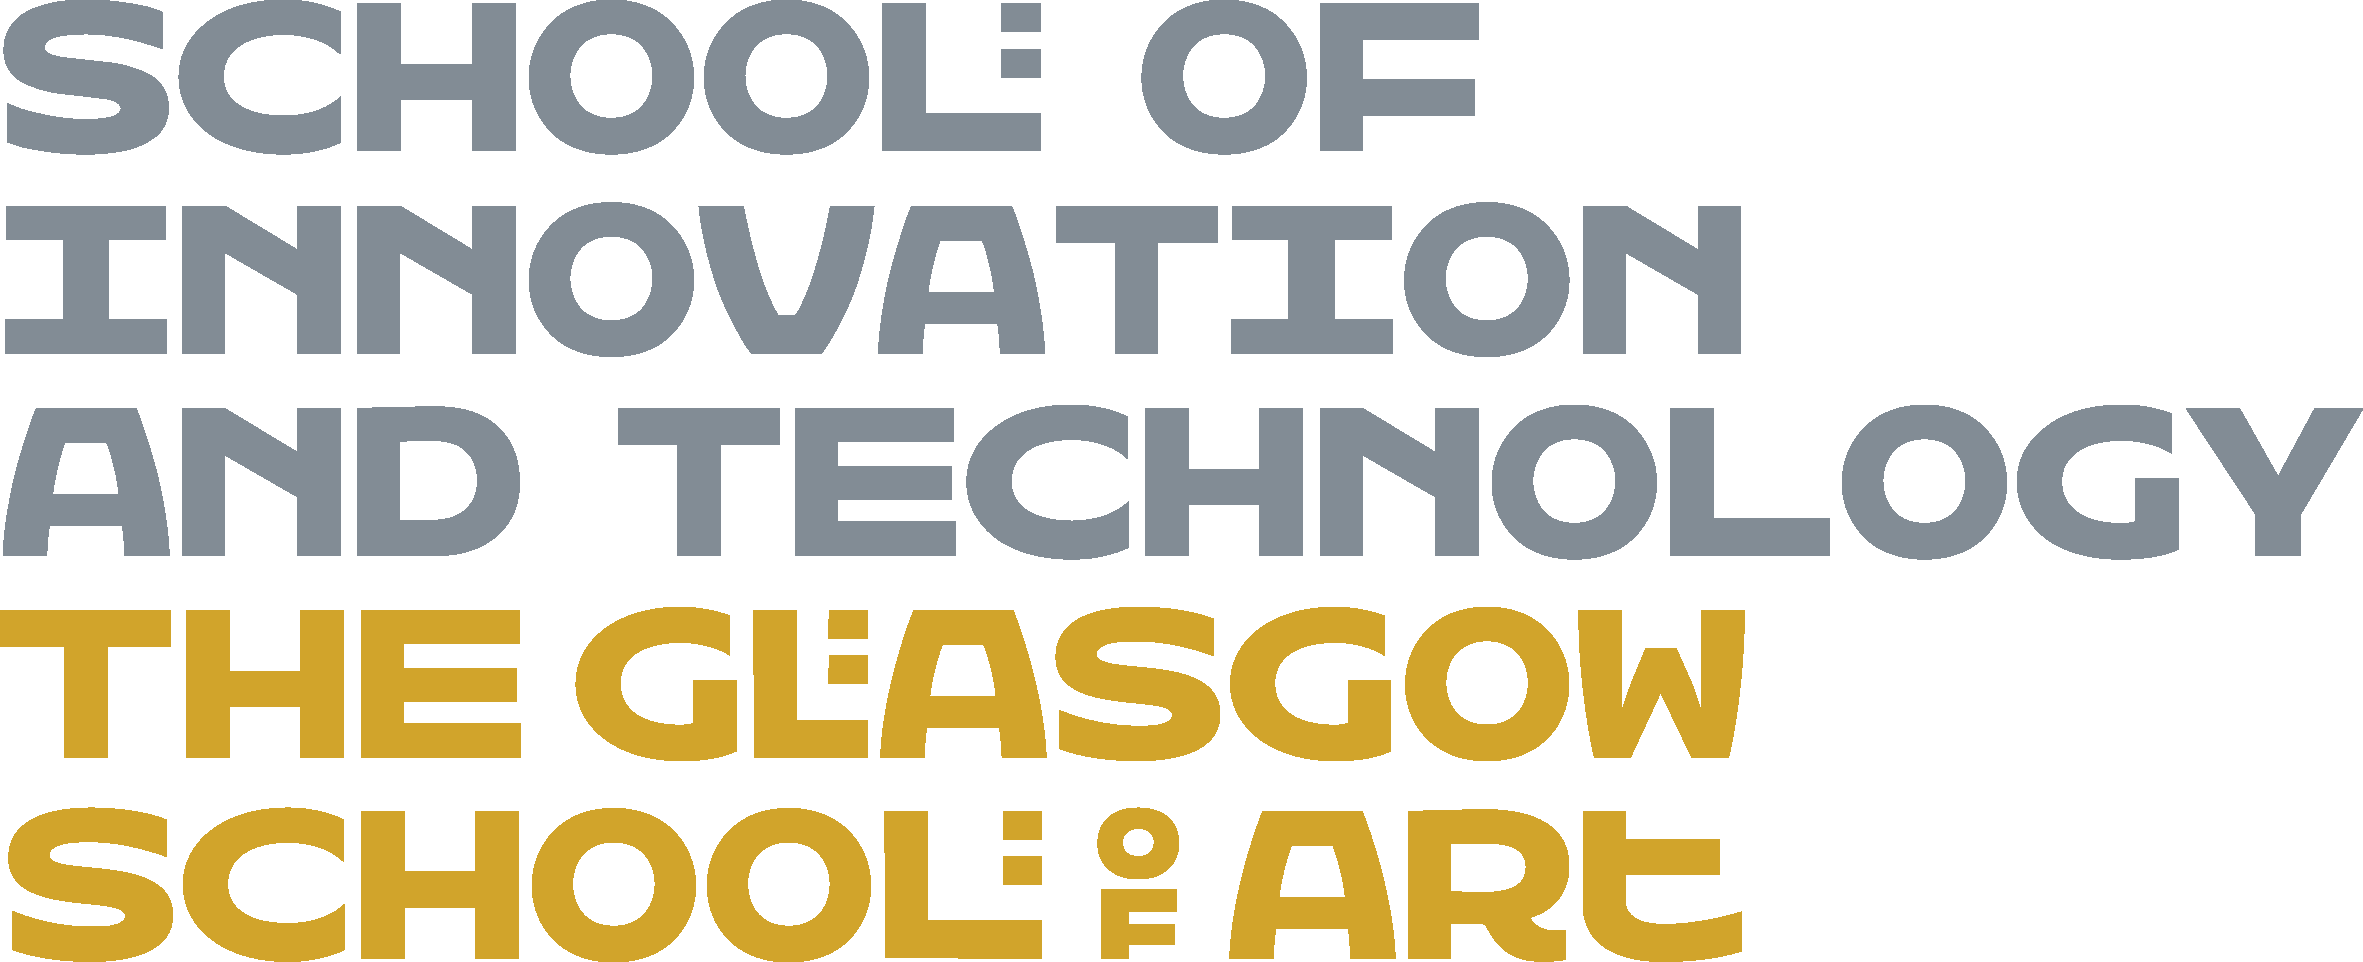 SCHOOL OF
INNOVATION
AND TECHNOLOGY
THE GLASGOW
SCHOOL OF ART